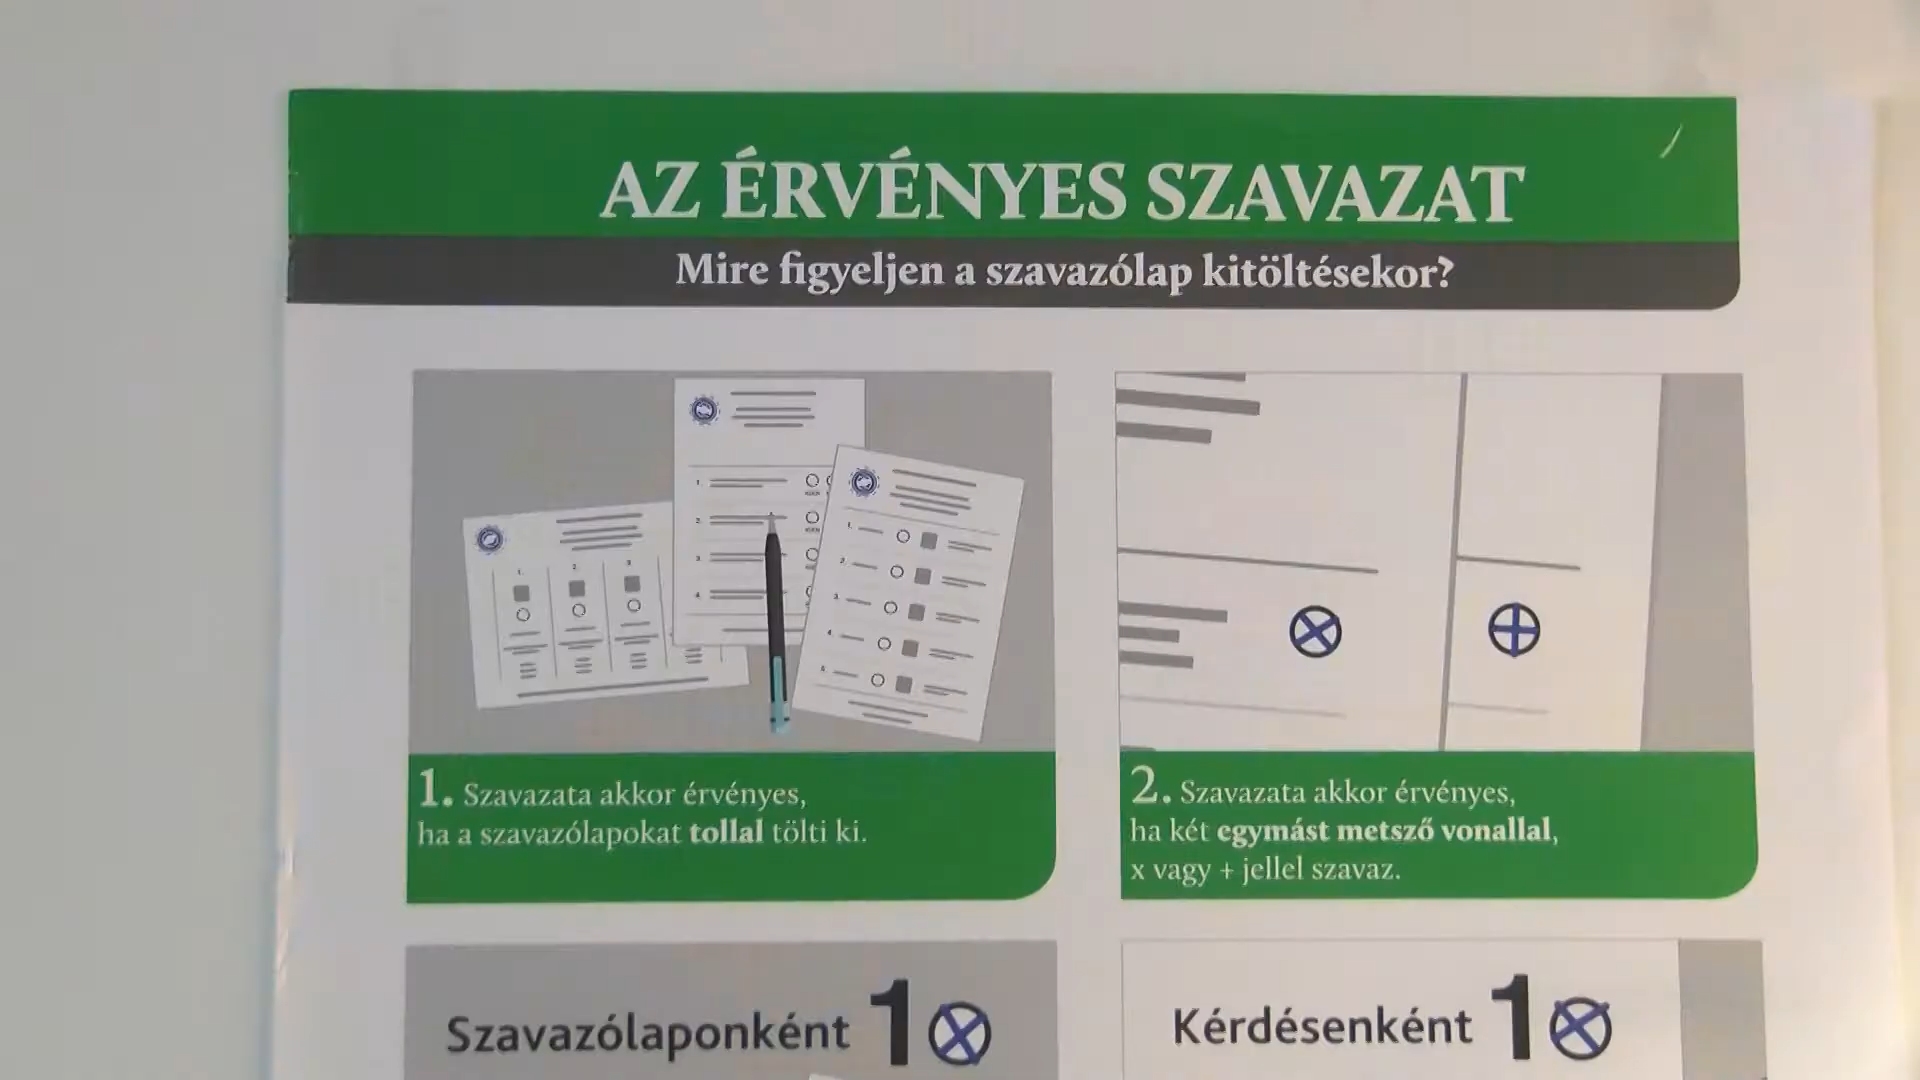 AZ ÉRVÉNYES SZAVAZAT
Mire figyeljen a szavazólap kitöltésekor?
1. Szavazata akkor érvényes,
ha a szavazólapokat tollal tölti ki.
2. Szavazata akkor érvényes,
ha két egymást metsző vonallal,
x vagy + jellel szavaz.
Szavazólaponként 1
Kérdésenként 1